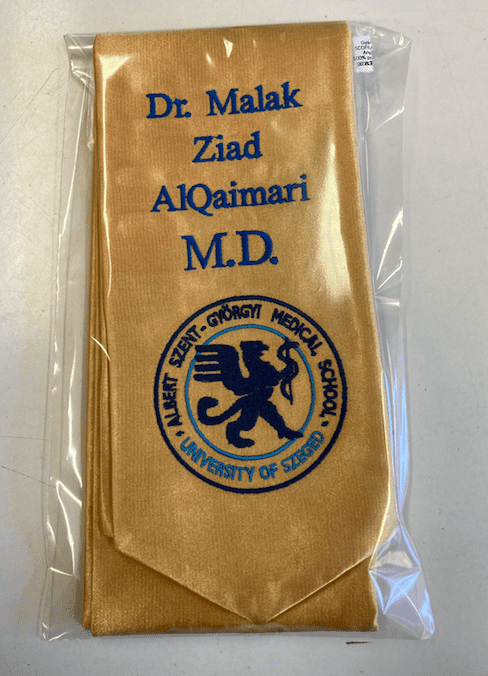 Dr. Malak
Ziad
AlQaimari
M.D.
ALBERT SZENT-GYÖRGYI MEDICAL SCHOOL
UNIVERSITY OF SZEGED